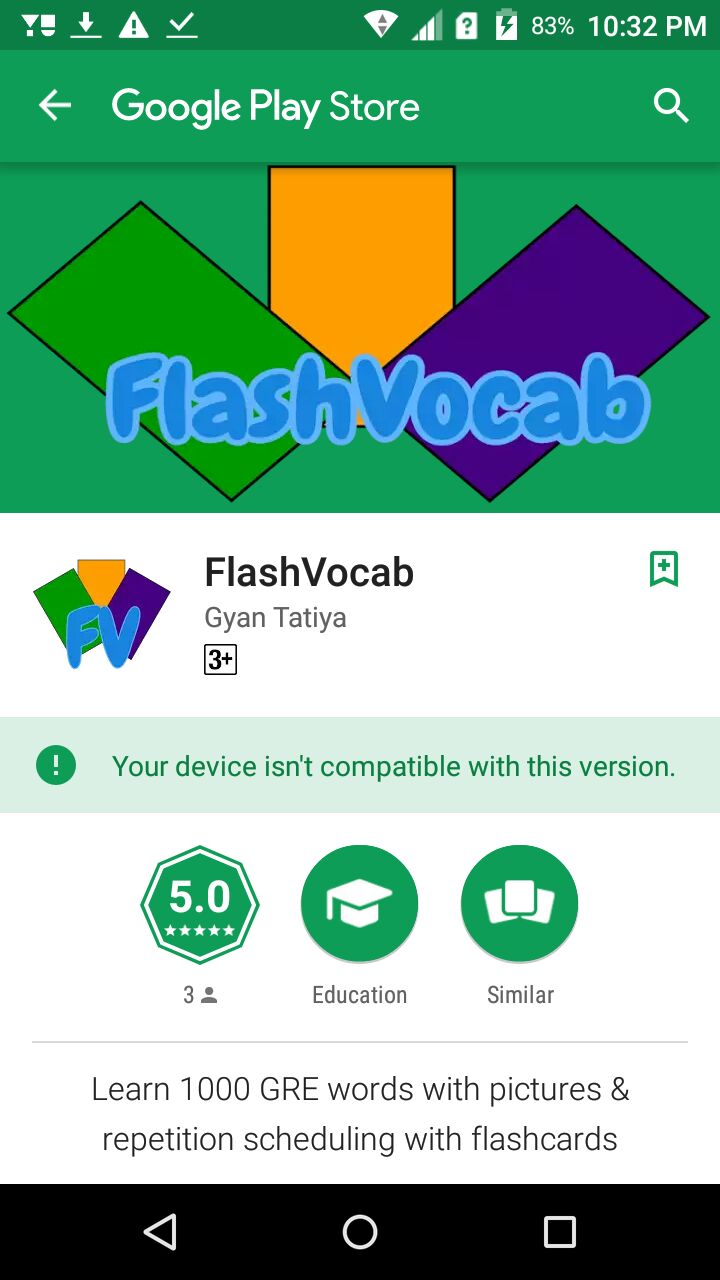 83% 10:32 PM
Google Play Store
FlashVocab
FV
FlashVocab
Gyan Tatiya
3+
Your device isn't compatible with this version.
5.0
3 Education Similar
Learn 1000 GRE words with pictures &
repetition scheduling with flashcards